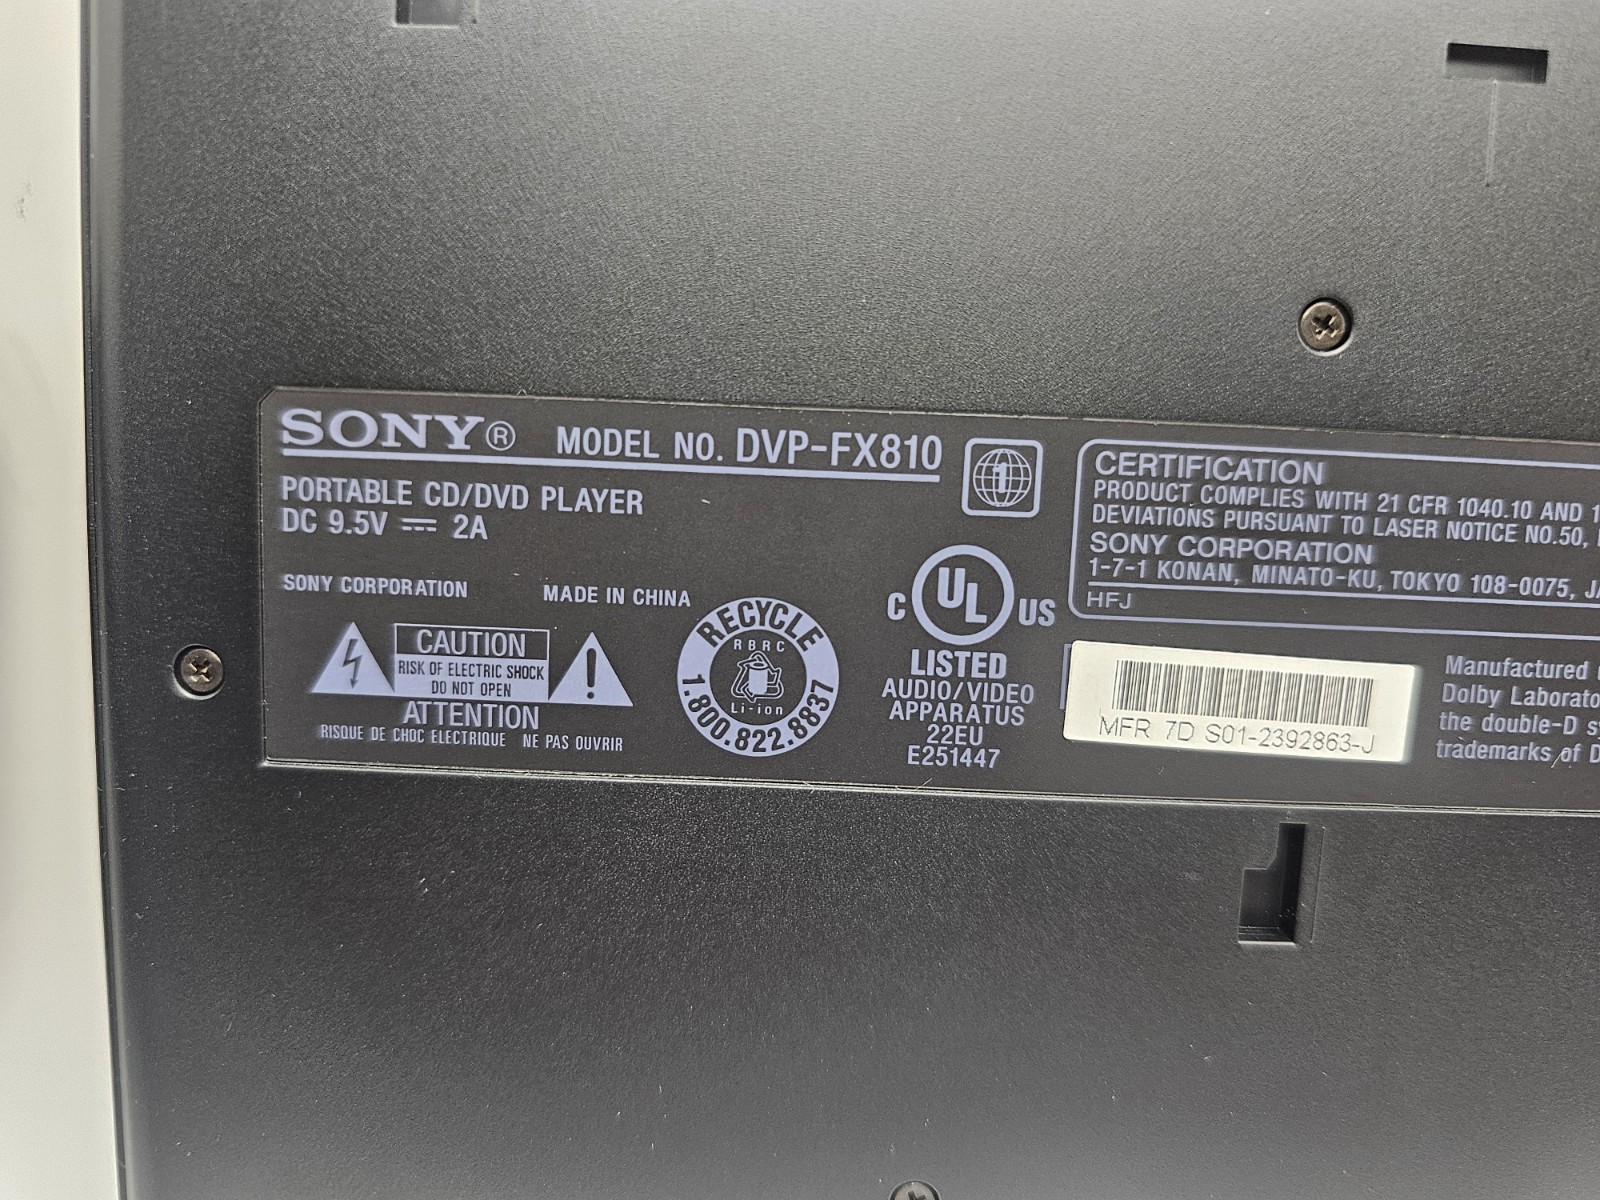 SONY® MODEL NO. DVP-FX810
PORTABLE CD/DVD PLAYER
DC 9.5V ⎓ 2A
SONY CORPORATION MADE IN CHINA
CAUTION
RISK OF ELECTRIC SHOCK
DO NOT OPEN
ATTENTION
RISQUE DE CHOC ELECTRIQUE NE PAS OUVRIR
RECYCLE
RBRC
Li-ion
1.800.822.8837
1
C UL US
LISTED
AUDIO/VIDEO
APPARATUS
22EU
E251447
CERTIFICATION
PRODUCT COMPLIES WITH 21 CFR 1040.10 AND
DEVIATIONS PURSUANT TO LASER NOTICE NO.50,
SONY CORPORATION
1-7-1 KONAN, MINATO-KU, TOKYO 108-0075,
HFJ
MFR 7D S01-2392863-J
Manufactured
Dolby
the double-D
trademarks of